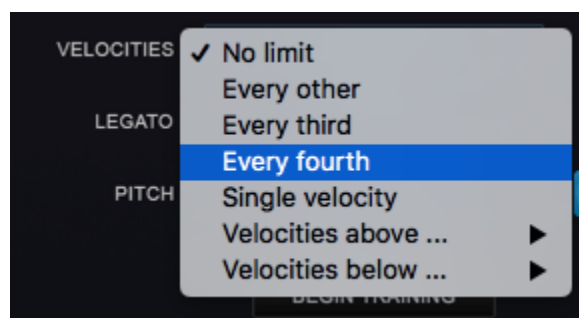 VELOCITIES ✓ No limit
Every other
LEGATO Every third
Every fourth
PITCH Single velocity
Velocities above ... ▶
Velocities below ... ▶
BEGIN TRAINING